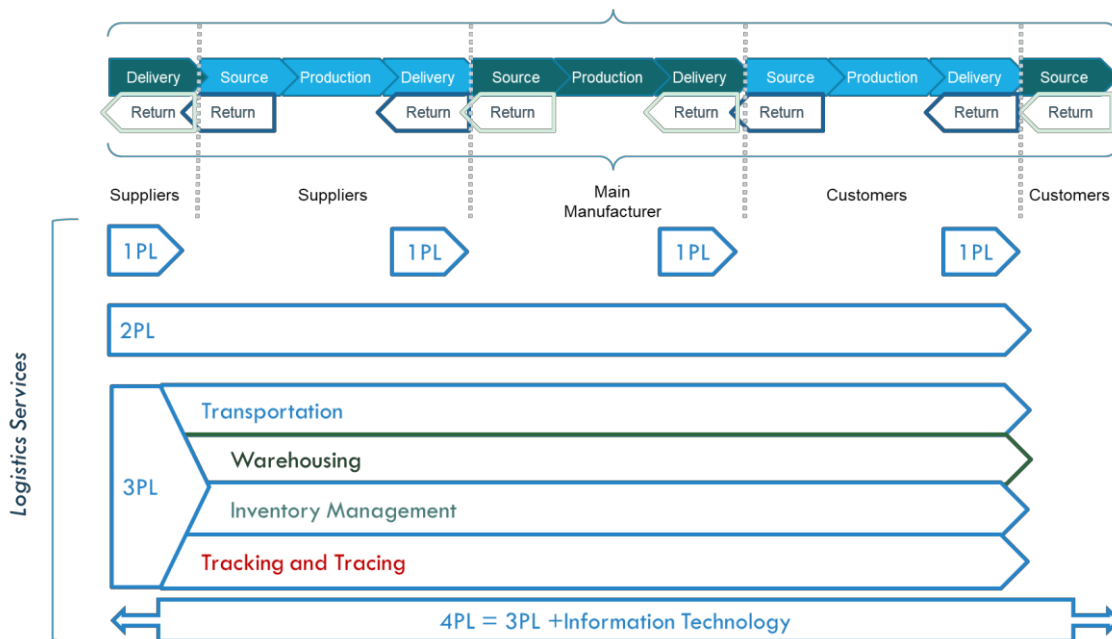 Delivery Source Production Delivery Source Production Delivery Source Production Delivery Source
Return Return Return Return Return Return Return Return
Suppliers Suppliers Main Manufacturer Customers Customers
1PL 1PL 1PL 1PL
2PL
Logistics Services
3PL
Transportation
Warehousing
Inventory Management
Tracking and Tracing
4PL = 3PL +Information Technology